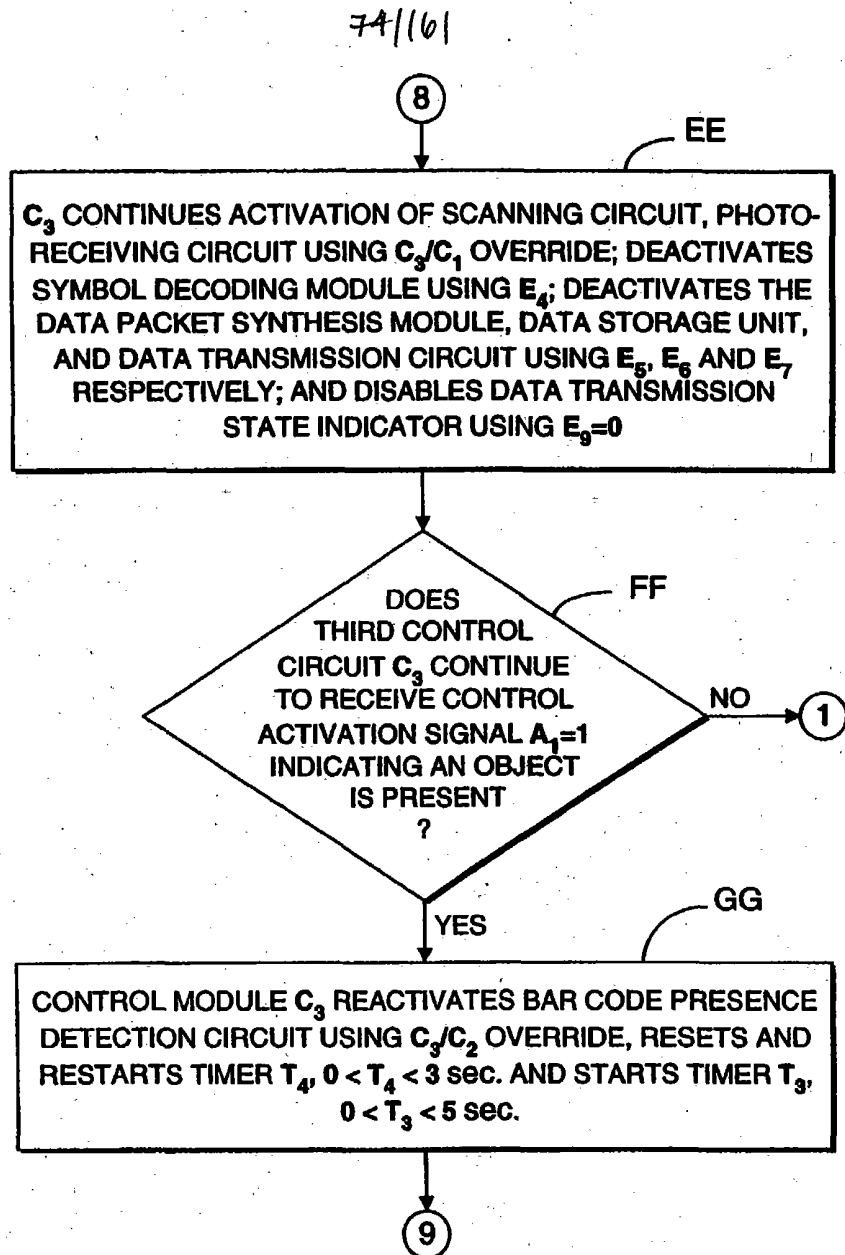 74/161
8
EE
C3 CONTINUES ACTIVATION OF SCANNING CIRCUIT, PHOTO-
RECEIVING CIRCUIT USING C3/C1 OVERRIDE; DEACTIVATES
SYMBOL DECODING MODULE USING E4; DEACTIVATES THE
DATA PACKET SYNTHESIS MODULE, DATA STORAGE UNIT,
AND DATA TRANSMISSION CIRCUIT USING E5, E6 AND E7
RESPECTIVELY; AND DISABLES DATA TRANSMISSION
STATE INDICATOR USING E9=0
FF
DOES
THIRD CONTROL
CIRCUIT C3 CONTINUE
TO RECEIVE CONTROL
ACTIVATION SIGNAL A1=1
INDICATING AN OBJECT
IS PRESENT
?
NO
1
YES
GG
CONTROL MODULE C3 REACTIVATES BAR CODE PRESENCE
DETECTION CIRCUIT USING C3/C2 OVERRIDE, RESETS AND
RESTARTS TIMER T4, 0 < T4 < 3 sec. AND STARTS TIMER T3,
0 < T3 < 5 sec.
9